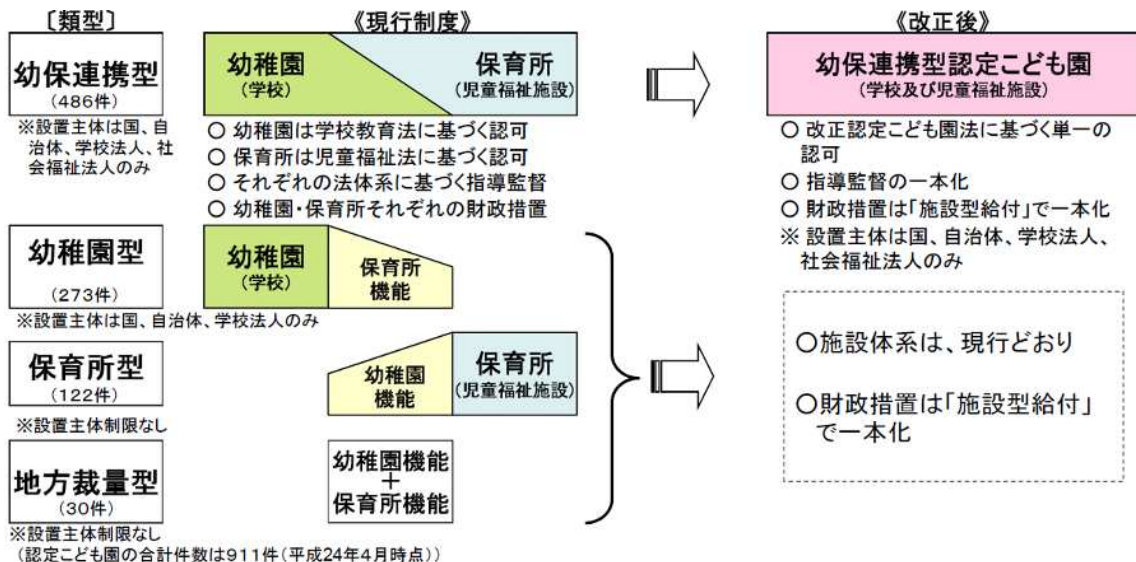 〔類型〕
《現行制度》
《改正後》
幼保連携型
(486件)
※設置主体は国、自
治体、学校法人、社
会福祉法人のみ
幼稚園
(学校)
保育所
(児童福祉施設)
○ 幼稚園は学校教育法に基づく認可
○ 保育所は児童福祉法に基づく認可
○ それぞれの法体系に基づく指導監督
○ 幼稚園・保育所それぞれの財政措置
幼保連携型認定こども園
(学校及び児童福祉施設)
○ 改正認定こども園法に基づく単一の
認可
○ 指導監督の一本化
○ 財政措置は「施設型給付」で一本化
※ 設置主体は国、自治体、学校法人、
社会福祉法人のみ
幼稚園型
(273件)
※設置主体は国、自治体、学校法人のみ
幼稚園
(学校)
保育所
機能
保育所型
(122件)
※設置主体制限なし
幼稚園
機能
保育所
(児童福祉施設)
地方裁量型
(30件)
※設置主体制限なし
幼稚園機能
+
保育所機能
○施設体系は、現行どおり
○財政措置は「施設型給付」
で一本化
(認定こども園の合計件数は911件(平成24年4月時点))